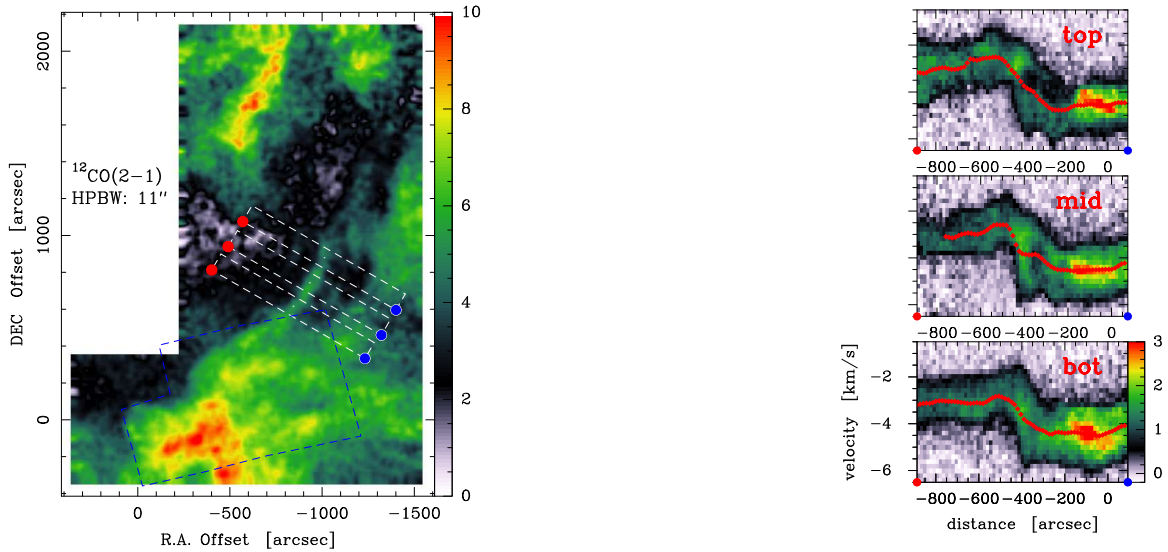 ¹²CO(2−1)
HPBW: 11″
DEC Offset [arcsec]
2000
1000
0
0 −500 −1000 −1500
R.A. Offset [arcsec]
10
8
6
4
2
0
top
−800 −600 −400 −200 0
mid
−800 −600 −400 −200 0
bot
velocity [km/s]
−2
−4
−6
3
2
1
0
−800 −600 −400 −200 0
distance [arcsec]